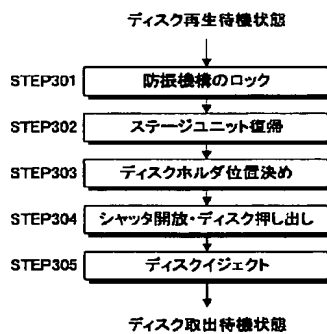 ディスク再生待機状態
STEP301 防振機構のロック
STEP302 ステージユニット復帰
STEP303 ディスクホルダ位置決め
STEP304 シャッタ開放・ディスク押し出し
STEP305 ディスクイジェクト
ディスク取出待機状態